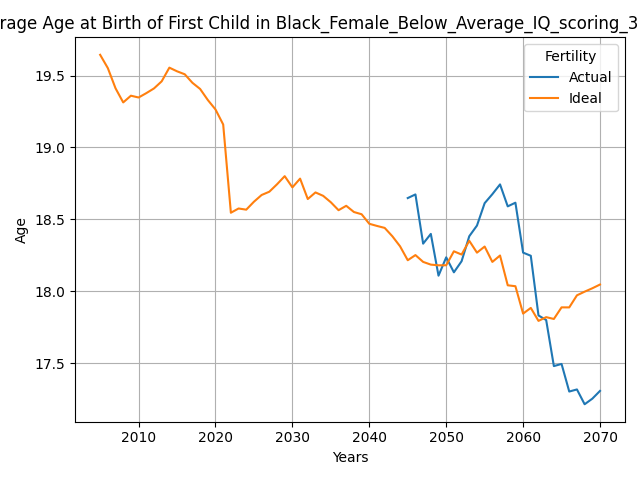 rage Age at Birth of First Child in Black_Female_Below_Average_IQ_scoring_3
Fertility
Actual
Ideal
19.5
19.0
18.5
18.0
17.5
Age
2010 2020 2030 2040 2050 2060 2070
Years